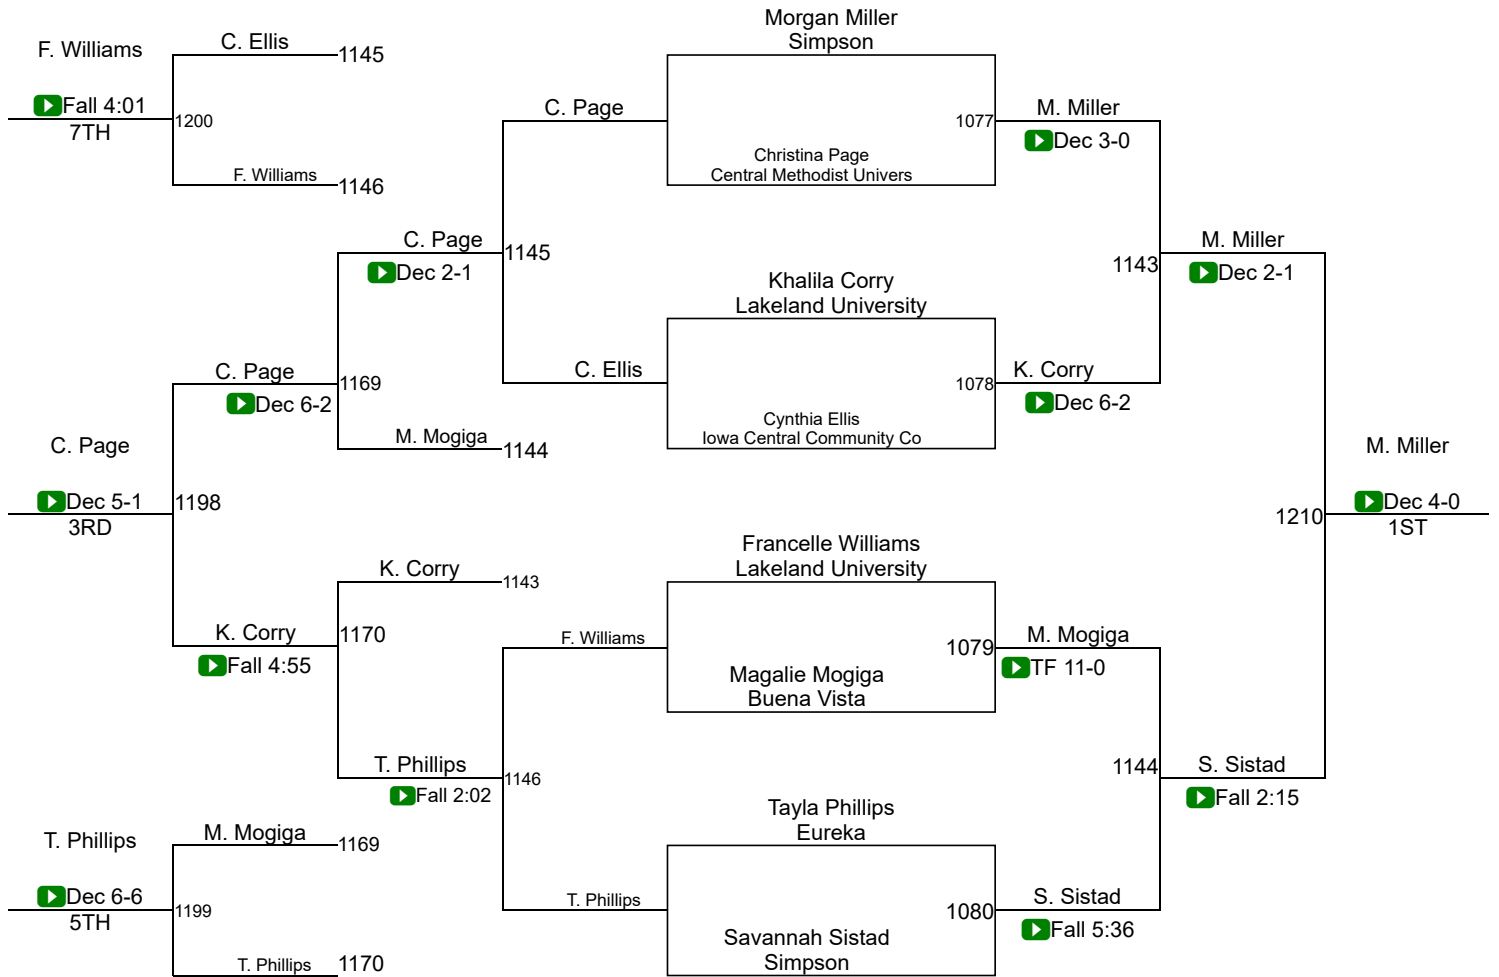 Morgan Miller
Simpson
F. Williams
C. Ellis
1145
Fall 4:01
7TH
1200
C. Page
1077
M. Miller
Dec 3-0
Christina Page
Central Methodist Univers
F. Williams
1146
C. Page
Dec 2-1
1145
1143
M. Miller
Dec 2-1
Khalila Corry
Lakeland University
C. Page
Dec 6-2
1169
C. Ellis
1078
K. Corry
Dec 6-2
Cynthia Ellis
Iowa Central Community Co
M. Mogiga
1144
C. Page
M. Miller
Dec 5-1
3RD
1198
1210
Dec 4-0
1ST
Francelle Williams
Lakeland University
K. Corry
1143
K. Corry
Fall 4:55
1170
F. Williams
1079
M. Mogiga
TF 11-0
Magalie Mogiga
Buena Vista
T. Phillips
Fall 2:02
1146
1144
S. Sistad
Fall 2:15
Tayla Phillips
Eureka
T. Phillips
M. Mogiga
1169
Dec 6-6
5TH
1199
T. Phillips
1080
S. Sistad
Fall 5:36
Savannah Sistad
Simpson
T. Phillips
1170